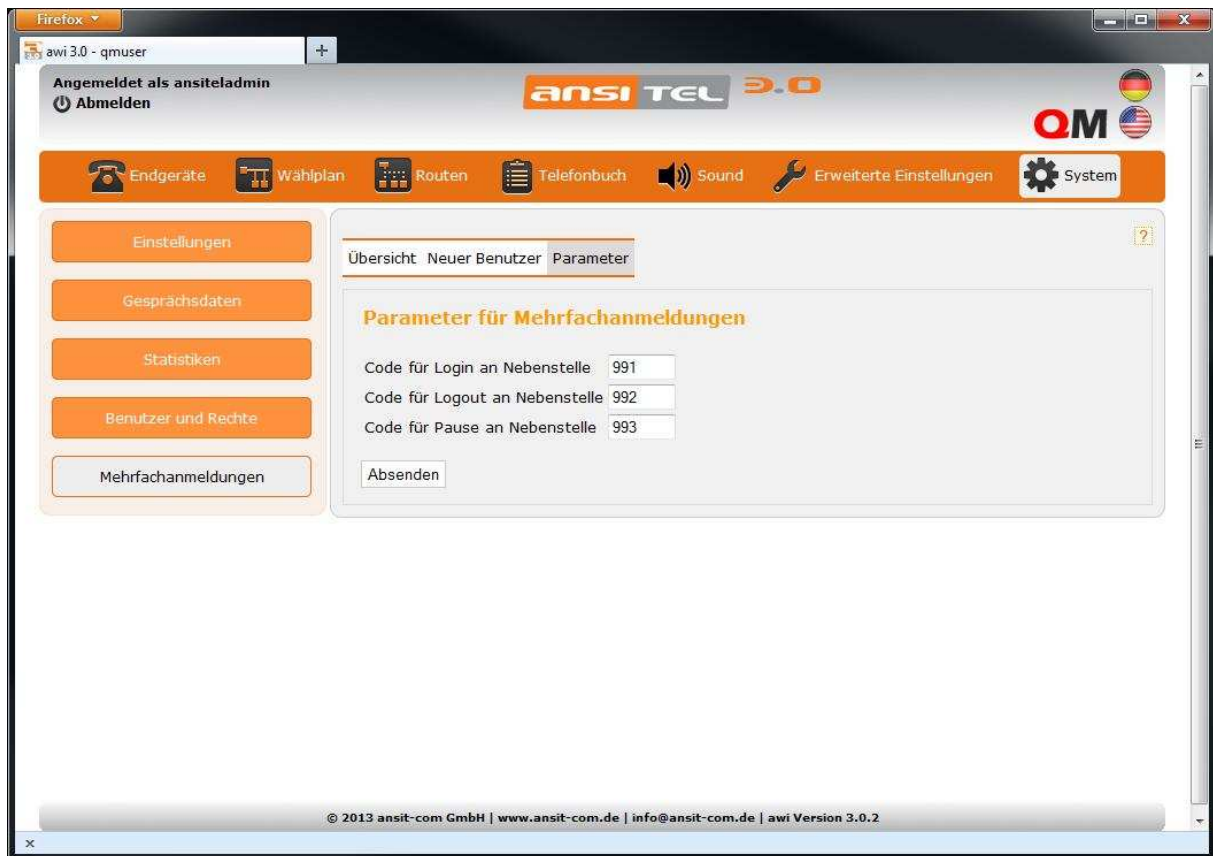 Firefox
awi 3.0 - qmuser
Angemeldet als ansiteladmin
Abmelden
ansi TEL 3.0
QM
Endgeräte Wählplan Routen Telefonbuch Sound Erweiterte Einstellungen System
Einstellungen
Gesprächsdaten
Statistiken
Benutzer und Rechte
Mehrfachanmeldungen
?
Übersicht Neuer Benutzer Parameter
Parameter für Mehrfachanmeldungen
Code für Login an Nebenstelle 991
Code für Logout an Nebenstelle 992
Code für Pause an Nebenstelle 993
Absenden
© 2013 ansit-com GmbH | www.ansit-com.de | info@ansit-com.de | awi Version 3.0.2
x